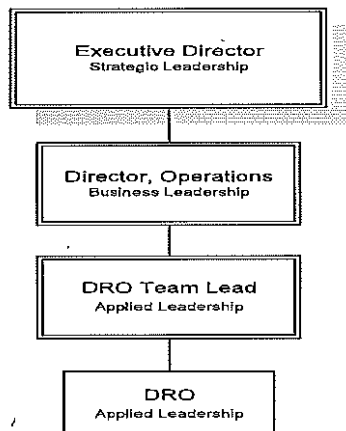 Executive Director
Strategic Leadership
Director, Operations
Business Leadership
DRO Team Lead
Applied Leadership
DRO
Applied Leadership